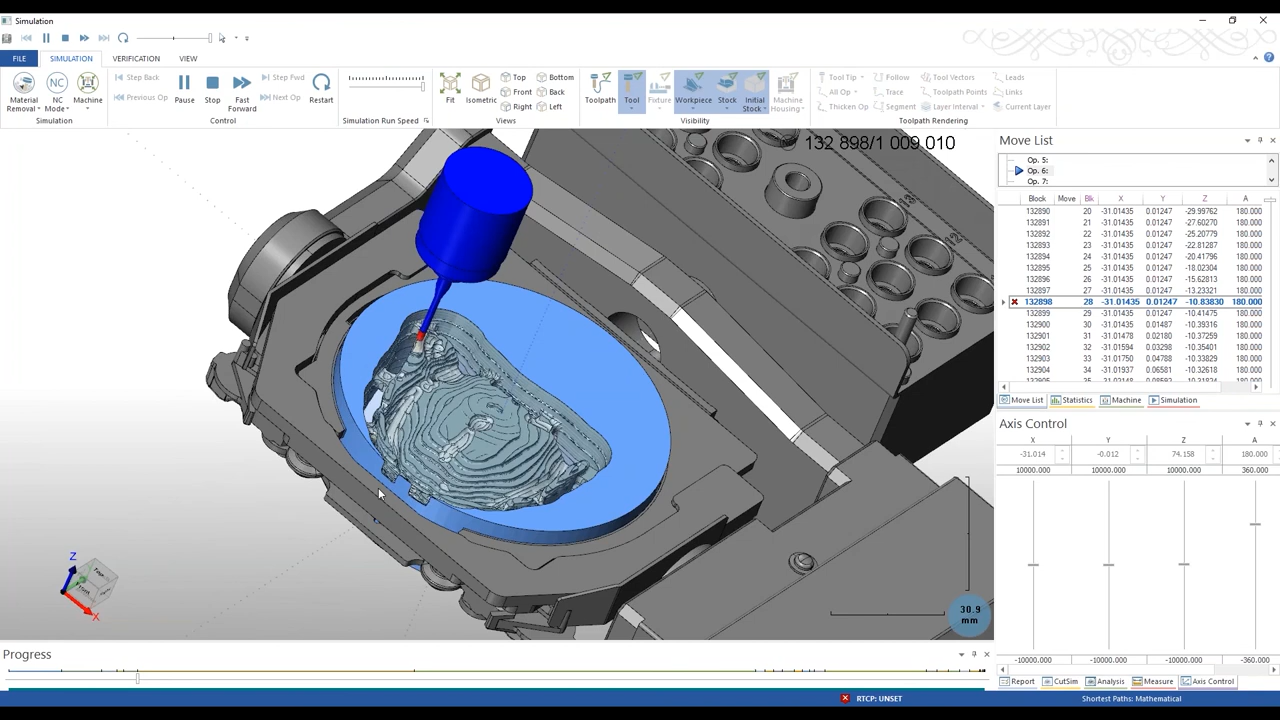 Simulation
FILE SIMULATION VERIFICATION VIEW
Material Removal
NC Mode
Machine
Simulation
Step Back
Previous Op
Pause
Stop
Fast Forward
Step Fwd
Next Op
Restart
Control
Simulation Run Speed
Fit
Isometric
Top
Front
Right
Bottom
Back
Left
Views
Toolpath
Tool
Fixture
Workpiece
Stock
Initial Stock
Machine Housing
Visibility
Tool Tip
All Op
Thicken Op
Follow
Trace
Segment
Tool Vectors
Toolpath Points
Layer Interval
Leads
Links
Current Layer
Toolpath Rendering
132 898/1 009 010
Z
X
30.9
mm
Move List
Op. 5:
Op. 6:
Op. 7:
Block Move Blk X Y Z A
132890 20 -31.01435 0.01247 -29.99762 180.000
132891 21 -31.01435 0.01247 -27.60270 180.000
132892 22 -31.01435 0.01247 -25.20779 180.000
132893 23 -31.01435 0.01247 -22.81287 180.000
132894 24 -31.01435 0.01247 -20.41796 180.000
132895 25 -31.01435 0.01247 -18.02304 180.000
132896 26 -31.01435 0.01247 -15.62813 180.000
132897 27 -31.01435 0.01247 -13.23321 180.000
132898 28 -31.01435 0.01247 -10.83830 180.000
132899 29 -31.01435 0.01247 -10.41475 180.000
132900 30 -31.01435 0.01487 -10.39316 180.000
132901 31 -31.01478 0.02180 -10.37259 180.000
132902 32 -31.01594 0.03298 -10.35401 180.000
132903 33 -31.01750 0.04788 -10.33829 180.000
132904 34 -31.01937 0.06581 -10.32618 180.000
Move List Statistics Machine Simulation
Axis Control
X Y Z A
-31.014 -0.012 74.158 180.000
10000.000 10000.000 10000.000 360.000
-10000.000 -10000.000 -10000.000 -360.000
Report CutSim Analysis Measure Axis Control
Progress
RTCP: UNSET
Shortest Paths: Mathematical